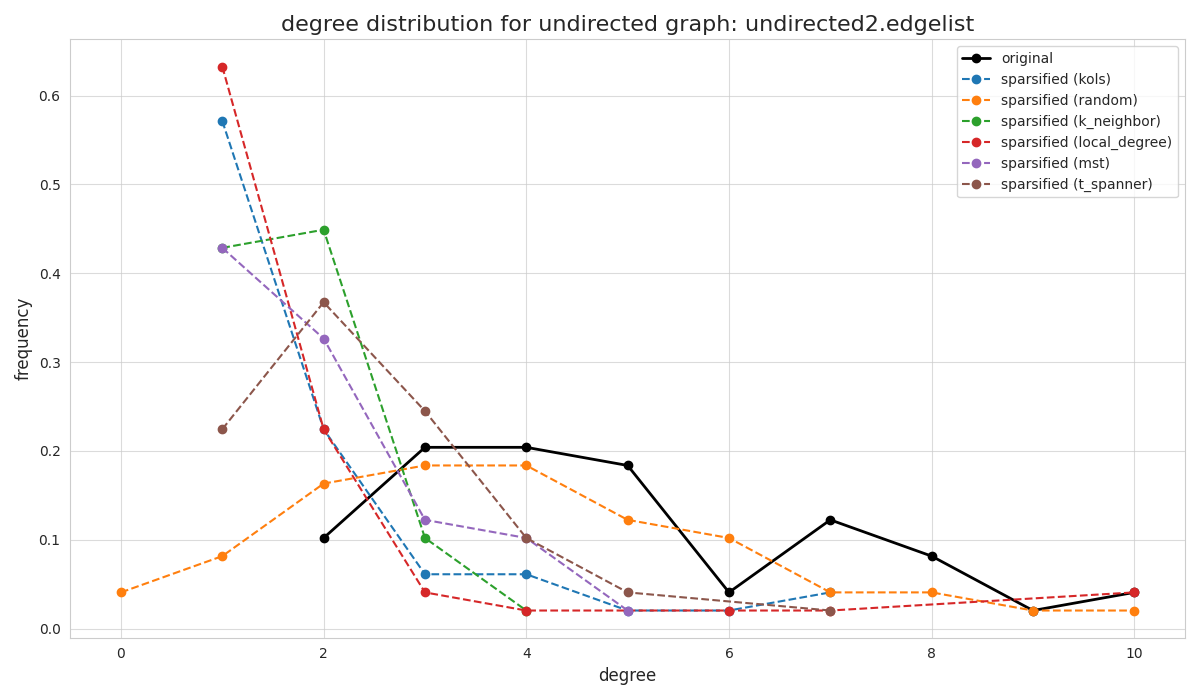 degree distribution for undirected graph: undirected2.edgelist
original
sparsified (kols)
sparsified (random)
sparsified (k_neighbor)
sparsified (local_degree)
sparsified (mst)
sparsified (t_spanner)
frequency
0.6
0.5
0.4
0.3
0.2
0.1
0.0
0 2 4 6 8 10
degree